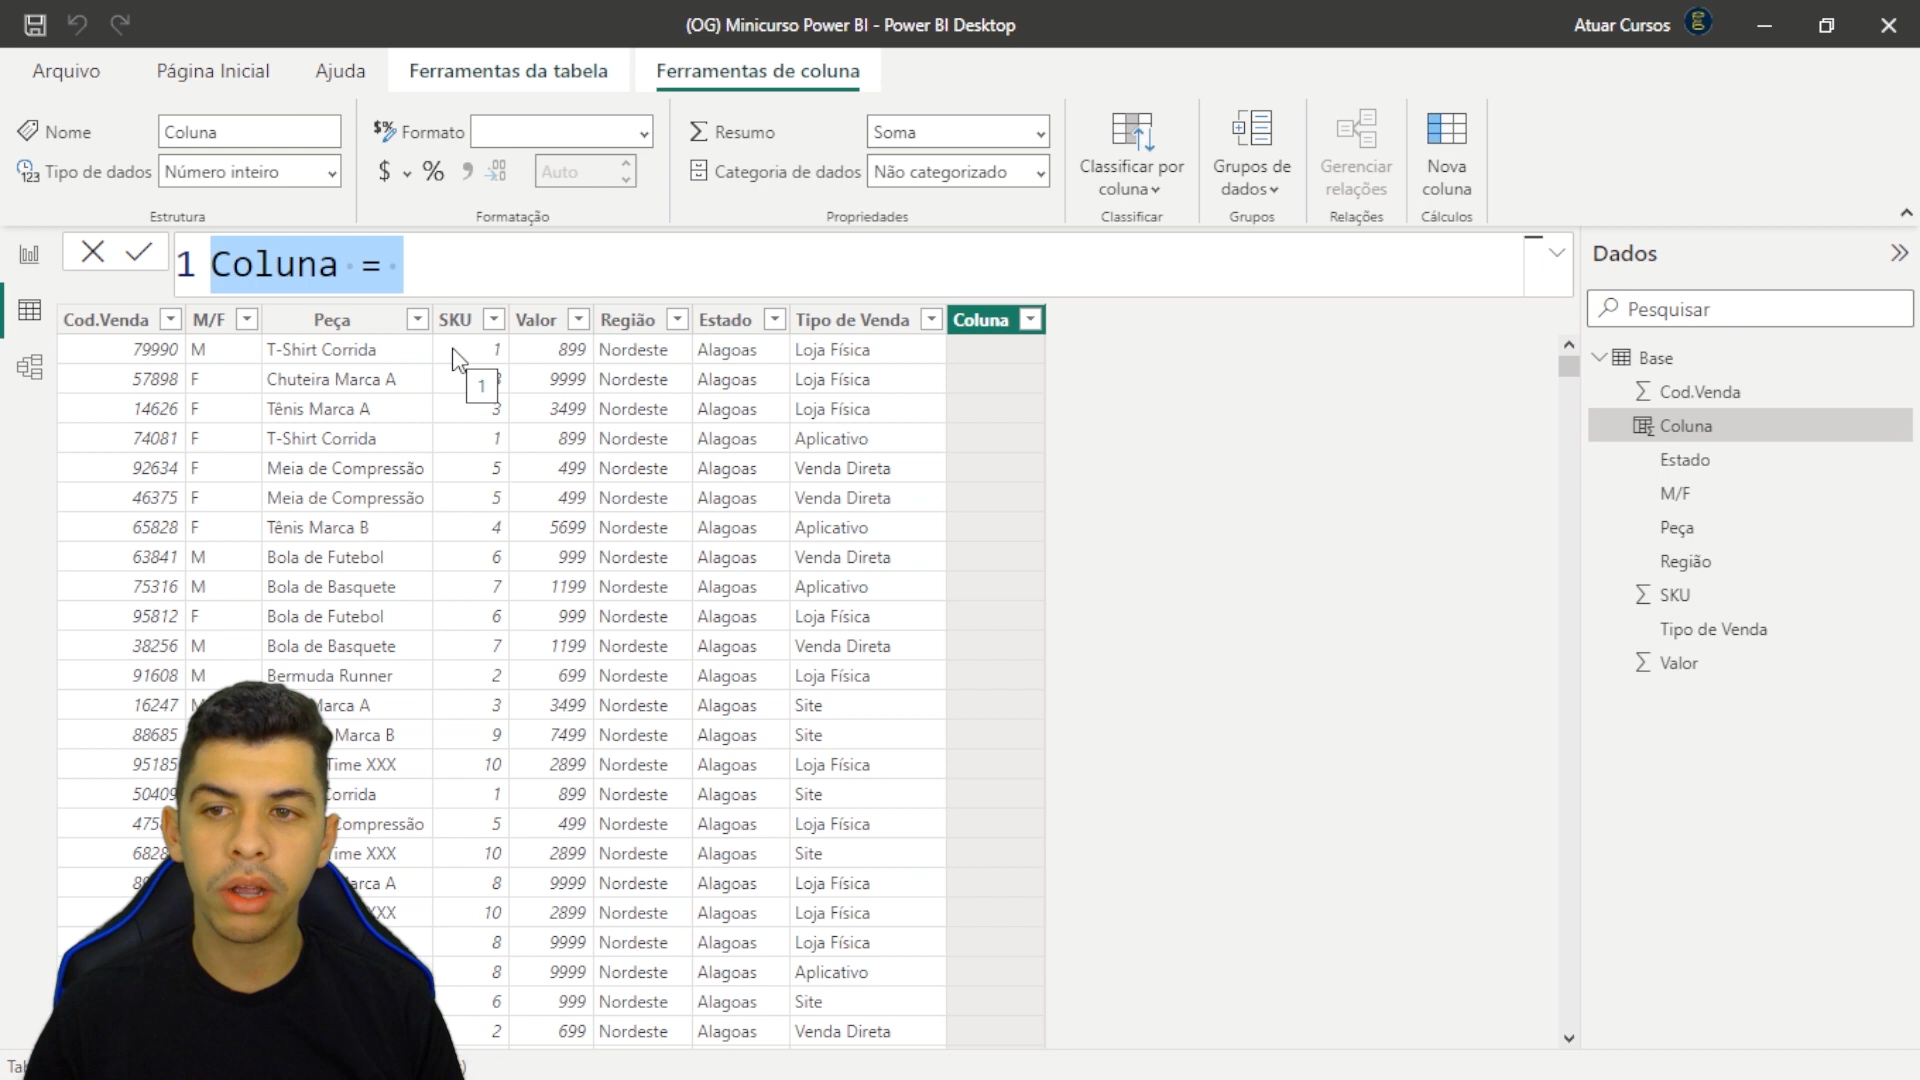 (OG) Minicurso Power BI - Power BI Desktop
Atuar Cursos
Arquivo Página Inicial Ajuda Ferramentas da tabela Ferramentas de coluna
Nome Coluna Formato Resumo Soma
Tipo de dados Número inteiro $ % Auto Categoria de dados Não categorizado
Classificar por coluna
Grupos de dados
Gerenciar relações
Nova coluna
Estrutura Formatação Propriedades Classificar Grupos Relações Cálculos
1 Coluna =
Cod.Venda M/F Peça SKU Valor Região Estado Tipo de Venda Coluna
79990 M T-Shirt Corrida 1 899 Nordeste Alagoas Loja Física
57898 F Chuteira Marca A 9999 Nordeste Alagoas Loja Física
1
14626 F Tênis Marca A 3 3499 Nordeste Alagoas Loja Física
74081 F T-Shirt Corrida 1 899 Nordeste Alagoas Aplicativo
92634 F Meia de Compressão 5 499 Nordeste Alagoas Venda Direta
46375 F Meia de Compressão 5 499 Nordeste Alagoas Venda Direta
65828 F Tênis Marca B 4 5699 Nordeste Alagoas Aplicativo
63841 M Bola de Futebol 6 999 Nordeste Alagoas Venda Direta
75316 M Bola de Basquete 7 1199 Nordeste Alagoas Aplicativo
95812 F Bola de Futebol 6 999 Nordeste Alagoas Loja Física
38256 M Bola de Basquete 7 1199 Nordeste Alagoas Venda Direta
91608 M Bermuda Runner 2 699 Nordeste Alagoas Loja Física
16247 M Marca A 3 3499 Nordeste Alagoas Site
88685 Marca B 9 7499 Nordeste Alagoas Site
95185 Time XXX 10 2899 Nordeste Alagoas Loja Física
50409 Corrida 1 899 Nordeste Alagoas Site
Compressão 5 499 Nordeste Alagoas Loja Física
Time XXX 10 2899 Nordeste Alagoas Site
Marca A 8 9999 Nordeste Alagoas Loja Física
XXX 10 2899 Nordeste Alagoas Loja Física
8 9999 Nordeste Alagoas Loja Física
8 9999 Nordeste Alagoas Aplicativo
6 999 Nordeste Alagoas Site
2 699 Nordeste Alagoas Venda Direta
Dados
Pesquisar
Base
Cod.Venda
Coluna
Estado
M/F
Peça
Região
SKU
Tipo de Venda
Valor